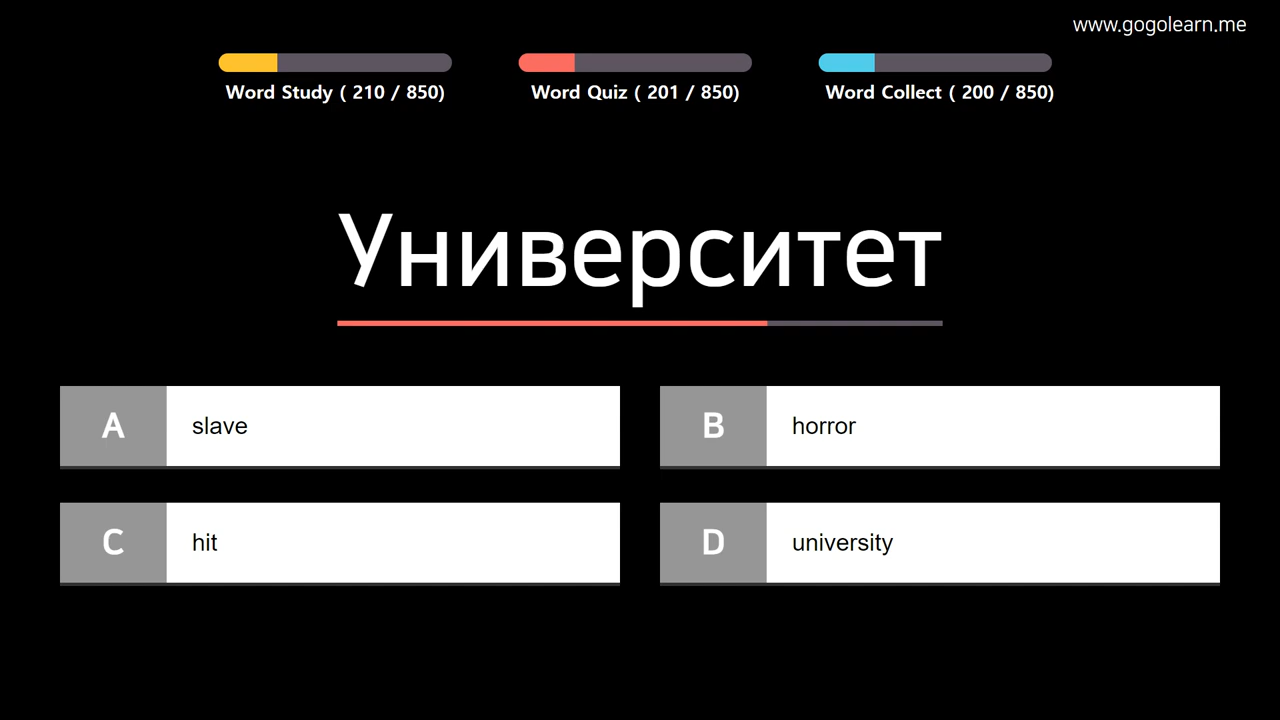 www.gogolearn.me
Word Study ( 210 / 850)
Word Quiz ( 201 / 850)
Word Collect ( 200 / 850)
Университет
A slave
B horror
C hit
D university